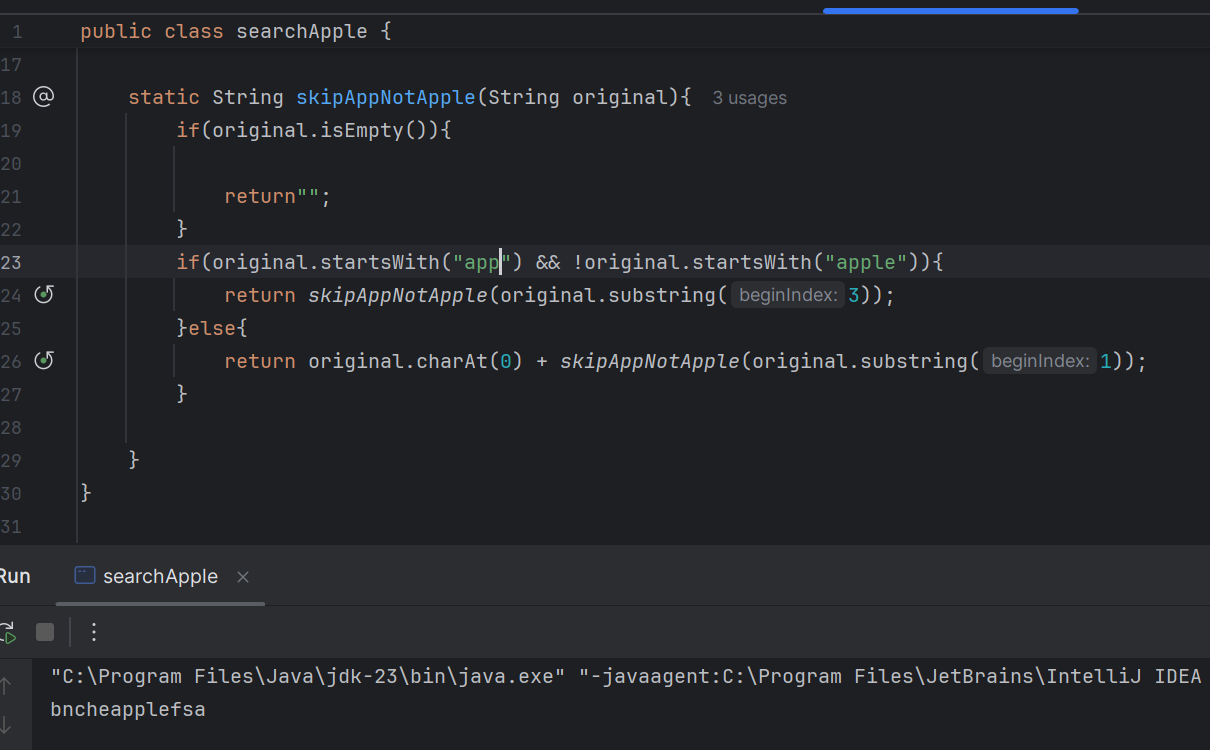 1 public class searchApple {
17
18 static String skipAppNotApple(String original){ 3 usages
19 if(original.isEmpty()){
20
21 return"";
22 }
23 if(original.startsWith("app") && !original.startsWith("apple")){
24 return skipAppNotApple(original.substring( beginIndex: 3));
25 }else{
26 return original.charAt(0) + skipAppNotApple(original.substring( beginIndex: 1));
27 }
28
29 }
30 }
31
Run searchApple
"C:\Program Files\Java\jdk-23\bin\java.exe" "-javaagent:C:\Program Files\JetBrains\IntelliJ IDEA
bncheapplefsa